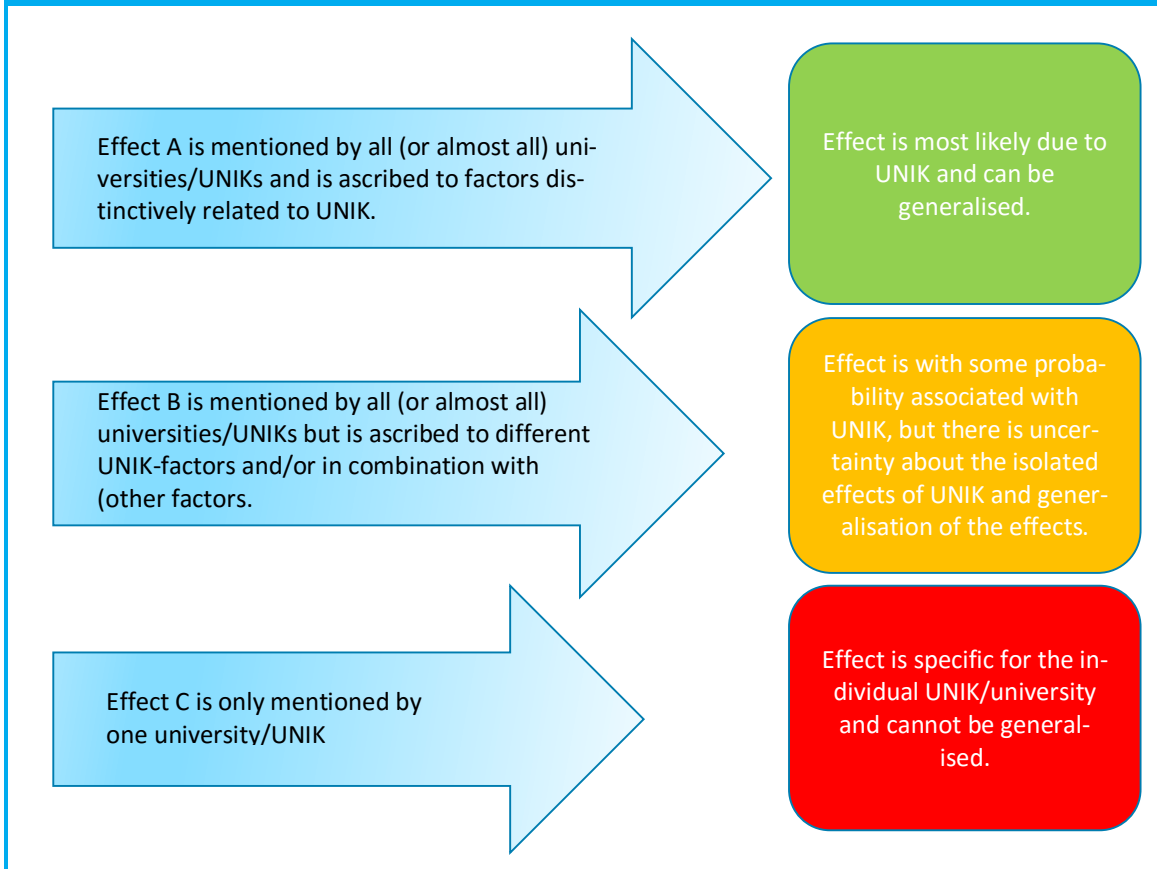 Effect A is mentioned by all (or almost all) uni-
versities/UNIKs and is ascribed to factors dis-
tinctively related to UNIK.
Effect is most likely due to
UNIK and can be
generalised.
Effect B is mentioned by all (or almost all)
universities/UNIKs but is ascribed to different
UNIK-factors and/or in combination with
(other factors.
Effect is with some proba-
bility associated with
UNIK, but there is uncer-
tainty about the isolated
effects of UNIK and gener-
alisation of the effects.
Effect C is only mentioned by
one university/UNIK
Effect is specific for the in-
dividual UNIK/university
and cannot be general-
ised.